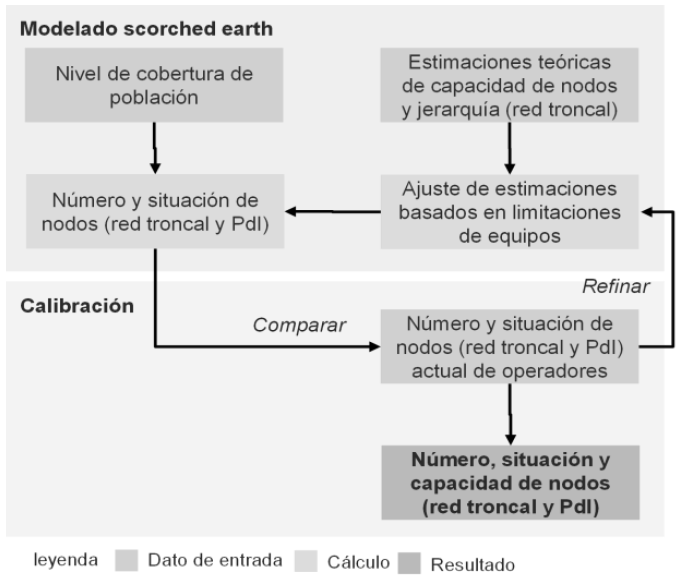 Modelado scorched earth
Nivel de cobertura de
población
Estimaciones teóricas
de capacidad de nodos
y jerarquía (red troncal)
Número y situación de
nodos (red troncal y PdI)
Ajuste de estimaciones
basados en limitaciones
de equipos
Refinar
Calibración
Comparar
Número y situación de
nodos (red troncal y PdI)
actual de operadores
Número, situación y
capacidad de nodos
(red troncal y PdI)
leyenda Dato de entrada Cálculo Resultado